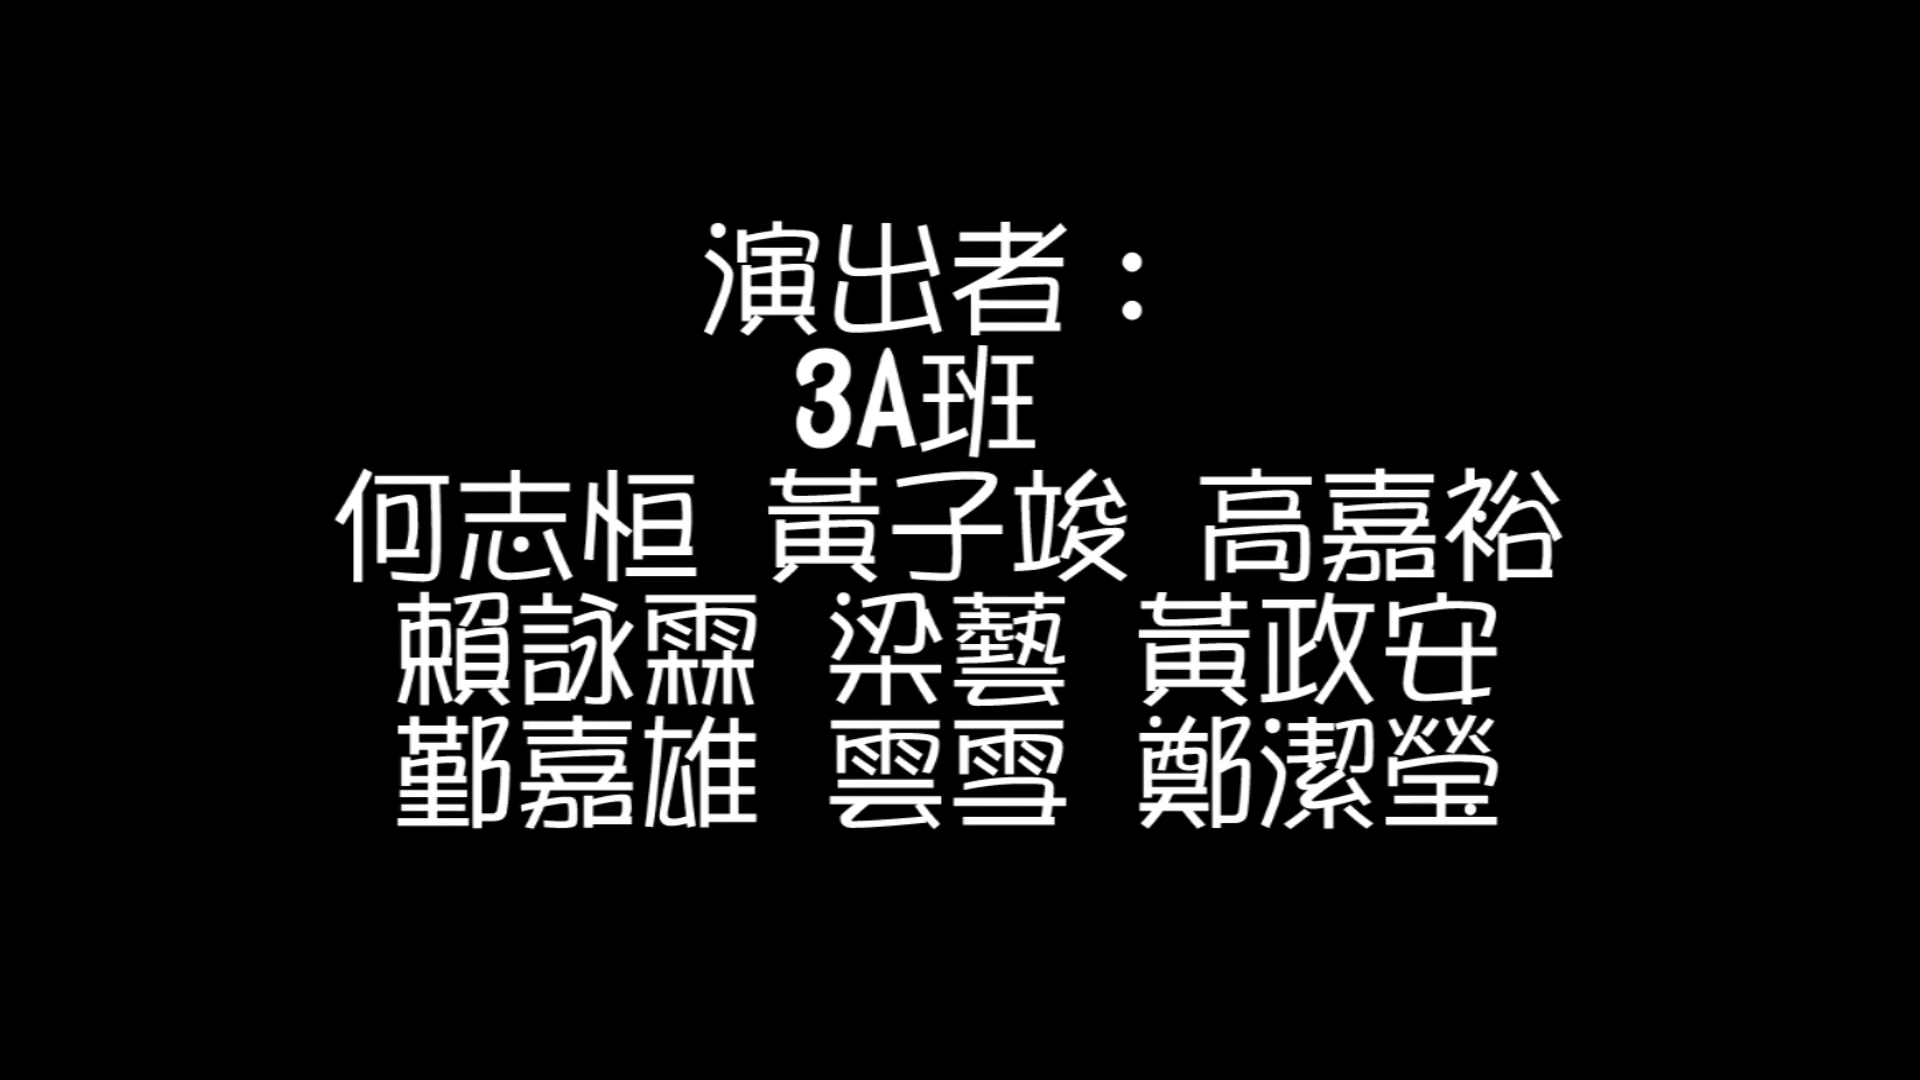 演出者：
3A班
何志恒 黃子竣 高嘉裕
賴詠霖 梁藝 黃政安
鄞嘉雄 雲雪 鄭潔瑩